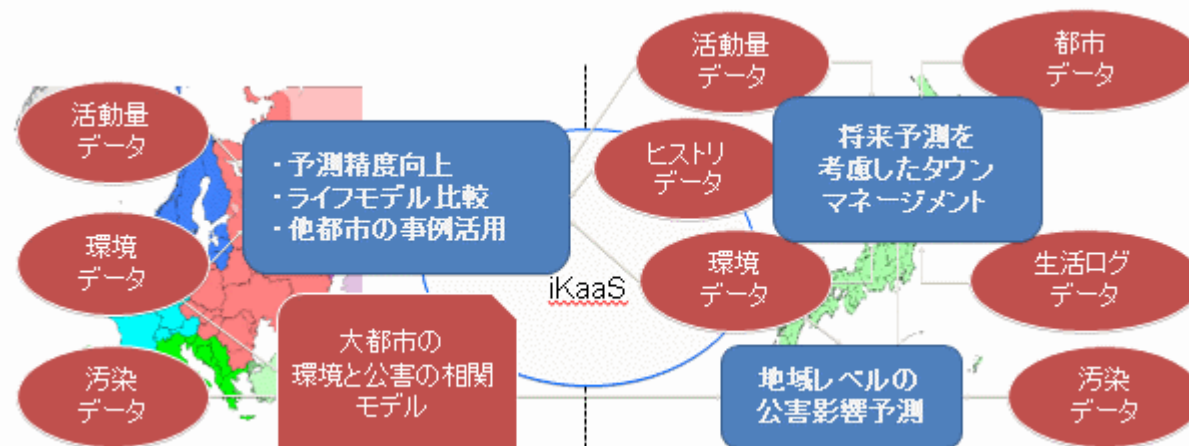 活動量
データ
都市
データ
活動量
データ
・予測精度向上
・ライフモデル比較
・他都市の事例活用
ヒストリ
データ
将来予測を
考慮したタウン
マネージメント
環境
データ
iKaaS
環境
データ
生活ログ
データ
大都市の
環境と公害の相関
モデル
汚染
データ
地域レベルの
公害影響予測
汚染
データ